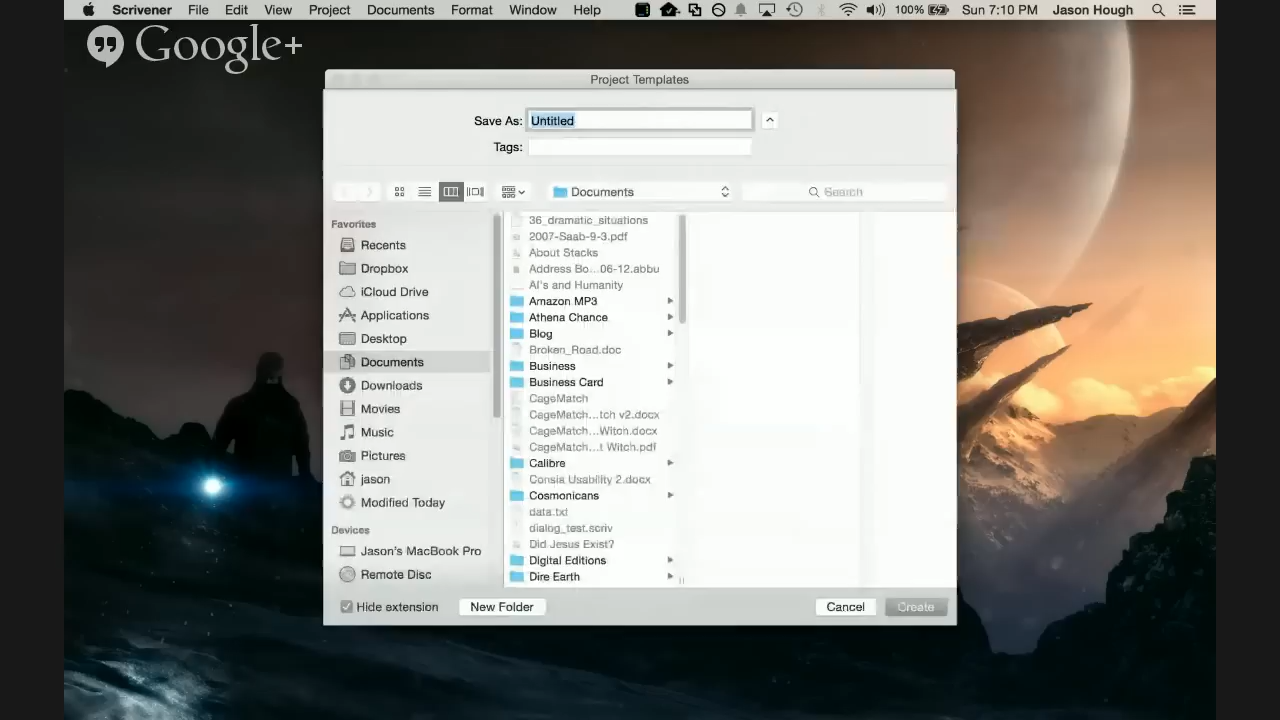 Scrivener File Edit View Project Documents Format Window Help 100% Sun 7:10 PM Jason Hough
Google+
Project Templates
Save As: Untitled
Tags:
Documents
Search
Favorites
Recents
Dropbox
iCloud Drive
Applications
Desktop
Documents
Downloads
Movies
Music
Pictures
jason
Modified Today
Devices
Jason's MacBook Pro
Remote Disc
36_dramatic_situations
2007-Saab-9-3.pdf
About Stacks
Address Bo...06-12.abbu
AI's and Humanity
Amazon MP3
Athena Chance
Blog
Broken_Road.doc
Business
Business Card
CageMatch
CageMatch...tch v2.docx
CageMatch...Witch.docx
CageMatch...t Witch.pdf
Calibre
Consia Usability 2.docx
Cosmonicans
data.txt
dialog_test.scriv
Did Jesus Exist?
Digital Editions
Dire Earth
Hide extension
New Folder
Cancel
Create